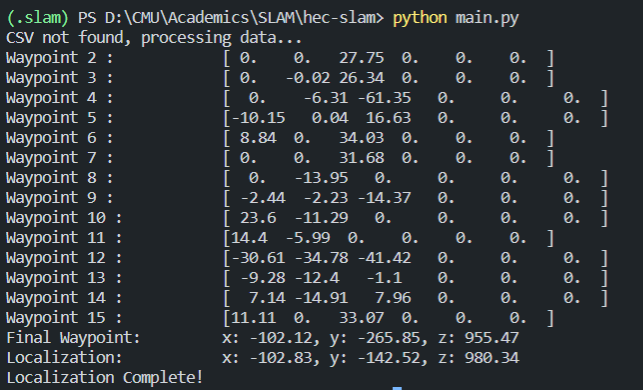 (.slam) PS D:\CMU\Academics\SLAM\hec-slam> python main.py
CSV not found, processing data...
Waypoint 2 : [ 0. 0. 27.75 0. 0. 0. ]
Waypoint 3 : [ 0. -0.02 26.34 0. 0. 0. ]
Waypoint 4 : [ 0. -6.31 -61.35 0. 0. 0. ]
Waypoint 5 : [-10.15 0.04 16.63 0. 0. 0. ]
Waypoint 6 : [ 8.84 0. 34.03 0. 0. 0. ]
Waypoint 7 : [ 0. 0. 31.68 0. 0. 0. ]
Waypoint 8 : [ 0. -13.95 0. 0. 0. 0. ]
Waypoint 9 : [ -2.44 -2.23 -14.37 0. 0. 0. ]
Waypoint 10 : [ 23.6 -11.29 0. 0. 0. 0. ]
Waypoint 11 : [14.4 -5.99 0. 0. 0. 0. ]
Waypoint 12 : [-30.61 -34.78 -41.42 0. 0. 0. ]
Waypoint 13 : [ -9.28 -12.4 -1.1 0. 0. 0. ]
Waypoint 14 : [ 7.14 -14.91 7.96 0. 0. 0. ]
Waypoint 15 : [11.11 0. 33.07 0. 0. 0. ]
Final Waypoint: x: -102.12, y: -265.85, z: 955.47
Localization: x: -102.83, y: -142.52, z: 980.34
Localization Complete!